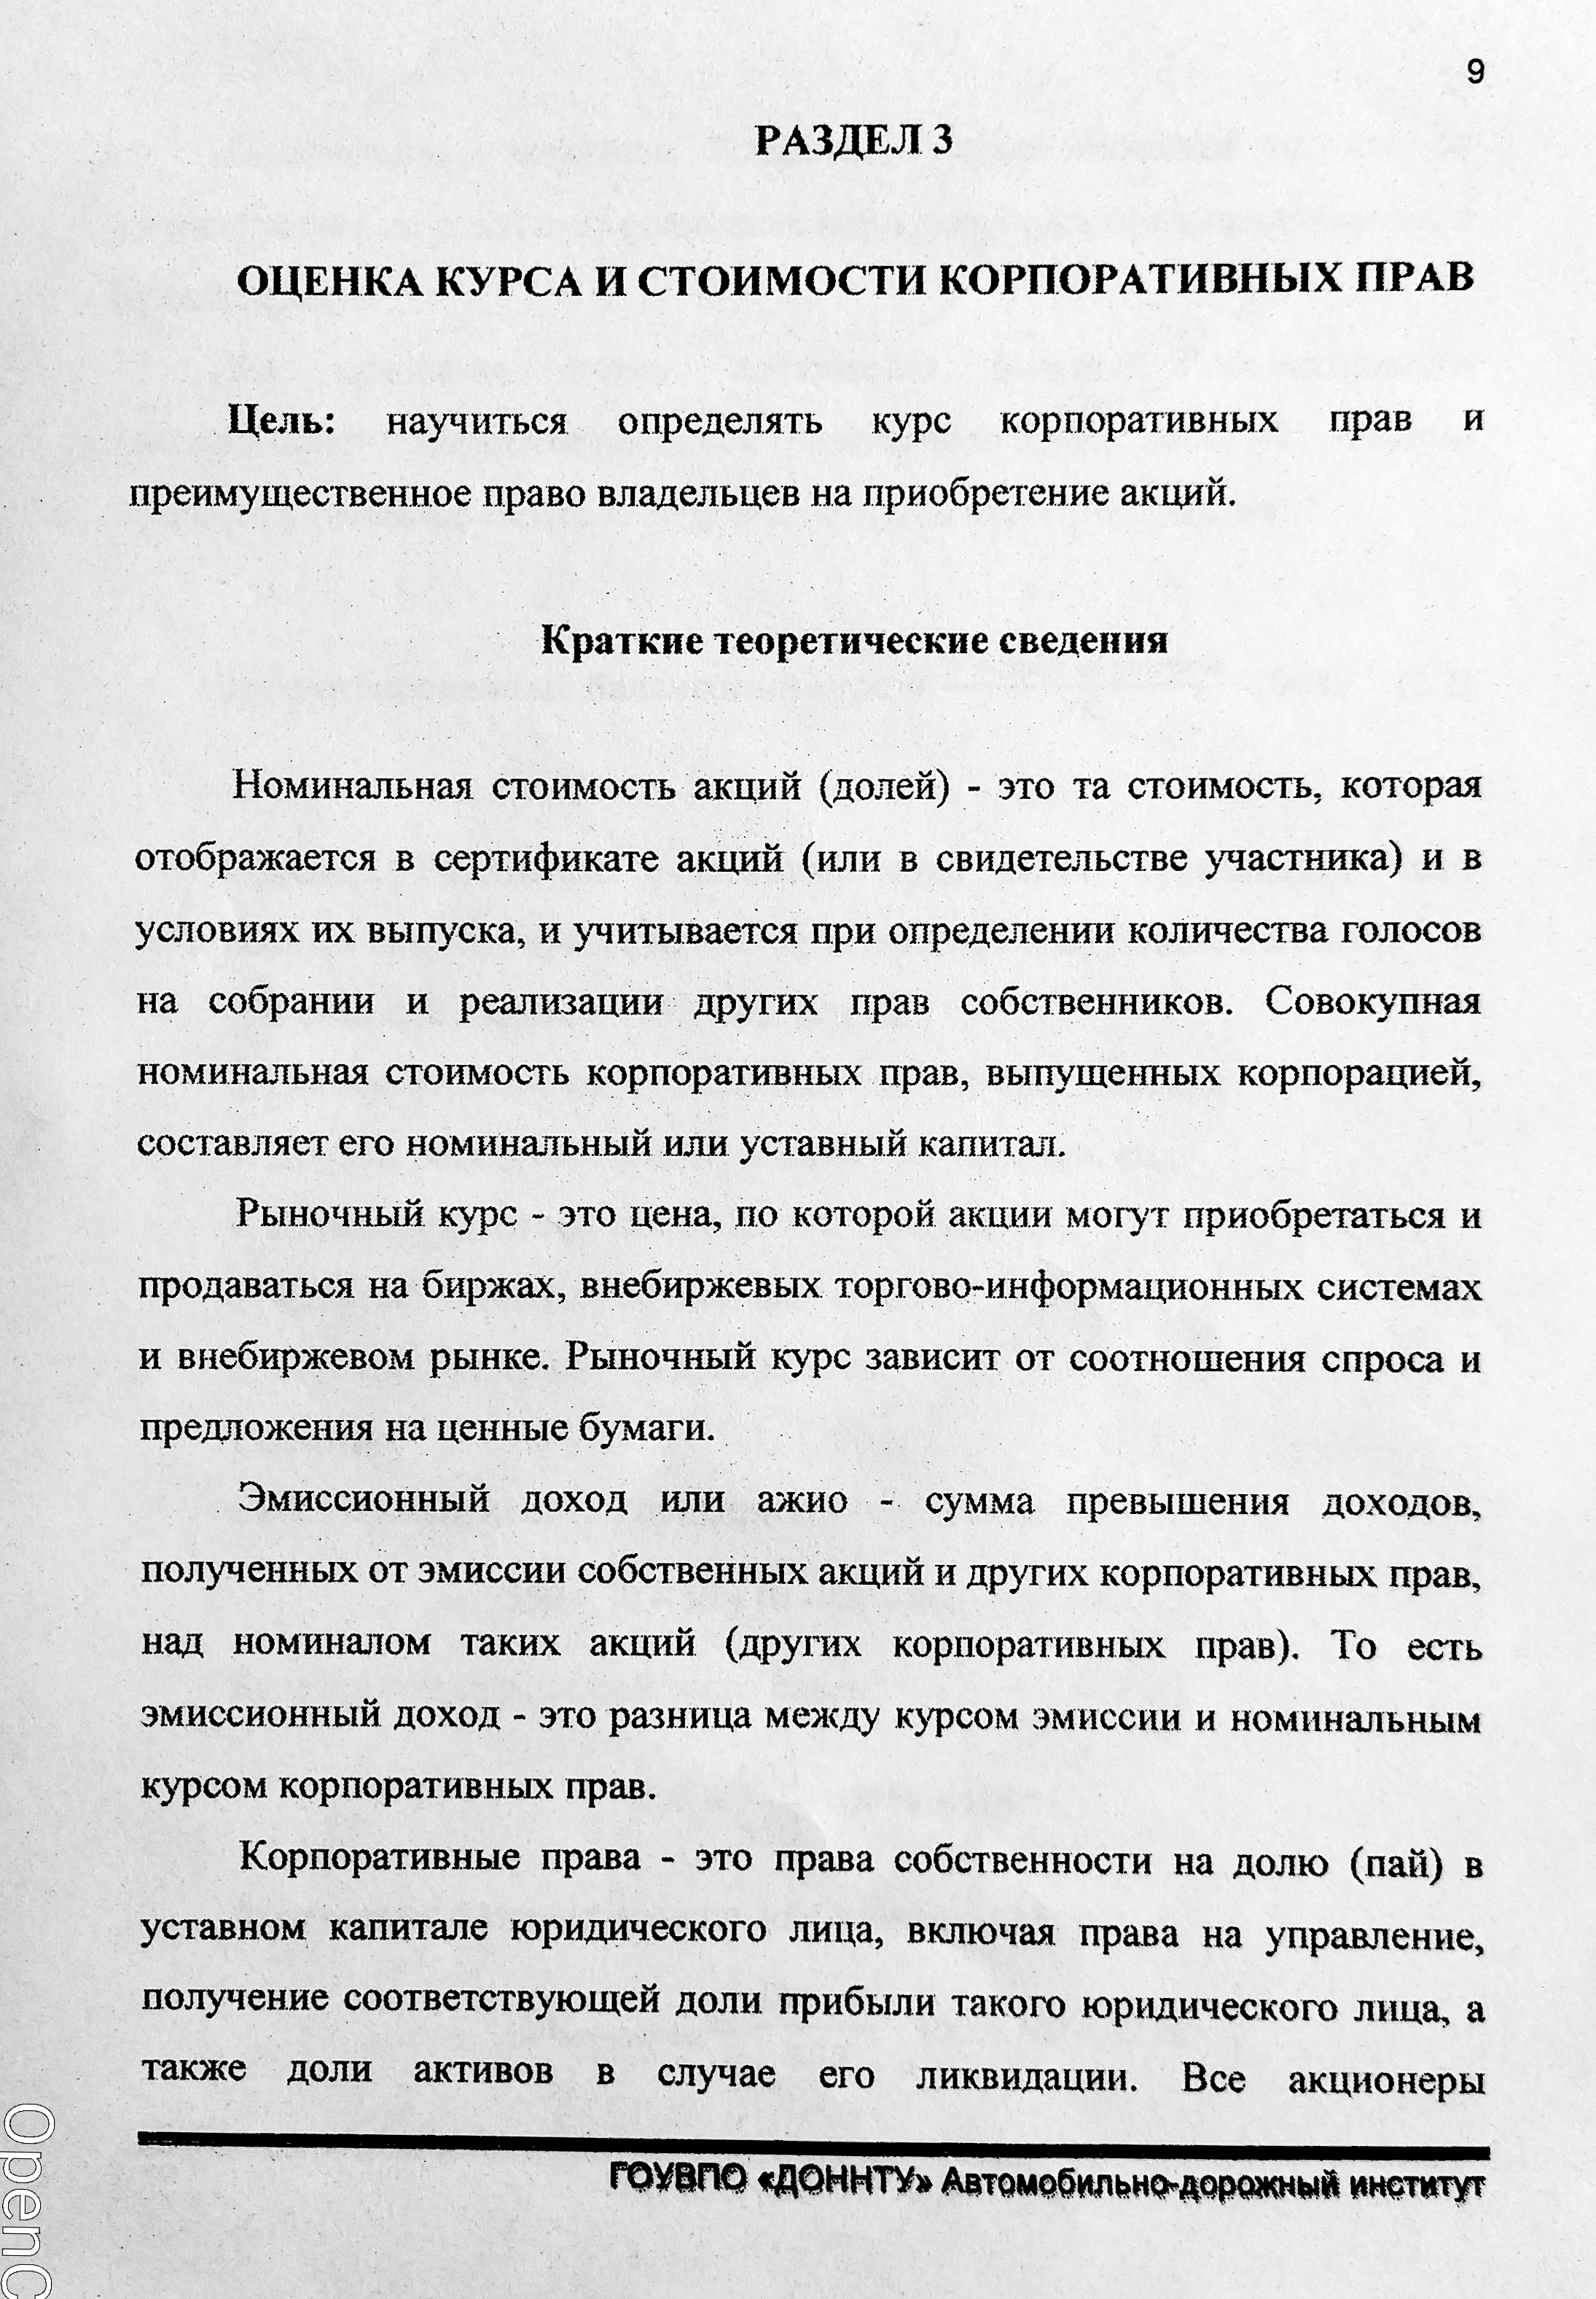 9
РАЗДЕЛ 3
ОЦЕНКА КУРСА И СТОИМОСТИ КОРПОРАТИВНЫХ ПРАВ
Цель: научиться определять курс корпоративных прав и
преимущественное право владельцев на приобретение акций.
Краткие теоретические сведения
Номинальная стоимость акций (долей) - это та стоимость, которая
отображается в сертификате акций (или в свидетельстве участника) и в
условиях их выпуска, и учитывается при определении количества голосов
на собрании и реализации других прав собственников. Совокупная
номинальная стоимость корпоративных прав, выпущенных корпорацией,
составляет его номинальный или уставный капитал.
Рыночный курс - это цена, по которой акции могут приобретаться и
продаваться на биржах, внебиржевых торгово-информационных системах
и внебиржевом рынке. Рыночный курс зависит от соотношения спроса и
предложения на ценные бумаги.
Эмиссионный доход или ажио - сумма превышения доходов,
полученных от эмиссии собственных акций и других корпоративных прав,
над номиналом таких акций (других корпоративных прав). То есть
эмиссионный доход - это разница между курсом эмиссии и номинальным
курсом корпоративных прав.
Корпоративные права - это права собственности на долю (пай) в
уставном капитале юридического лица, включая права на управление,
получение соответствующей доли прибыли такого юридического лица, а
также доли активов в случае его ликвидации. Все акционеры
ГОУВПО «ДОННТУ» Автомобильно-дорожный институт
OpenC